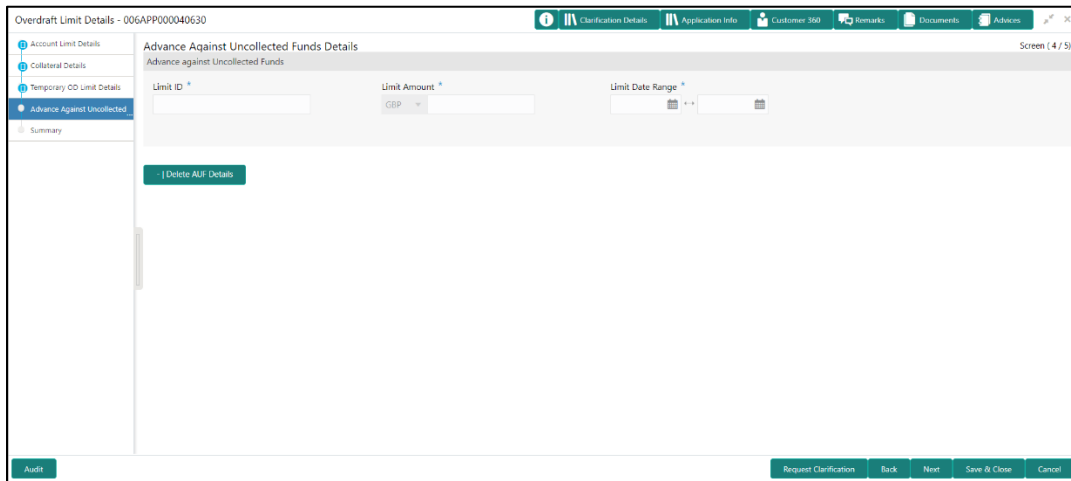 Overdraft Limit Details - 006APP000040630
Clarification Details
Application Info
Customer 360
Remarks
Documents
Advices
Account Limit Details
Collateral Details
Temporary OD Limit Details
Advance Against Uncollected ...
Summary
Advance Against Uncollected Funds Details
Screen ( 4 / 5)
Advance against Uncollected Funds
Limit ID *
Limit Amount *
Limit Date Range *
GBP
- | Delete AUF Details
Audit
Request Clarification
Back
Next
Save & Close
Cancel